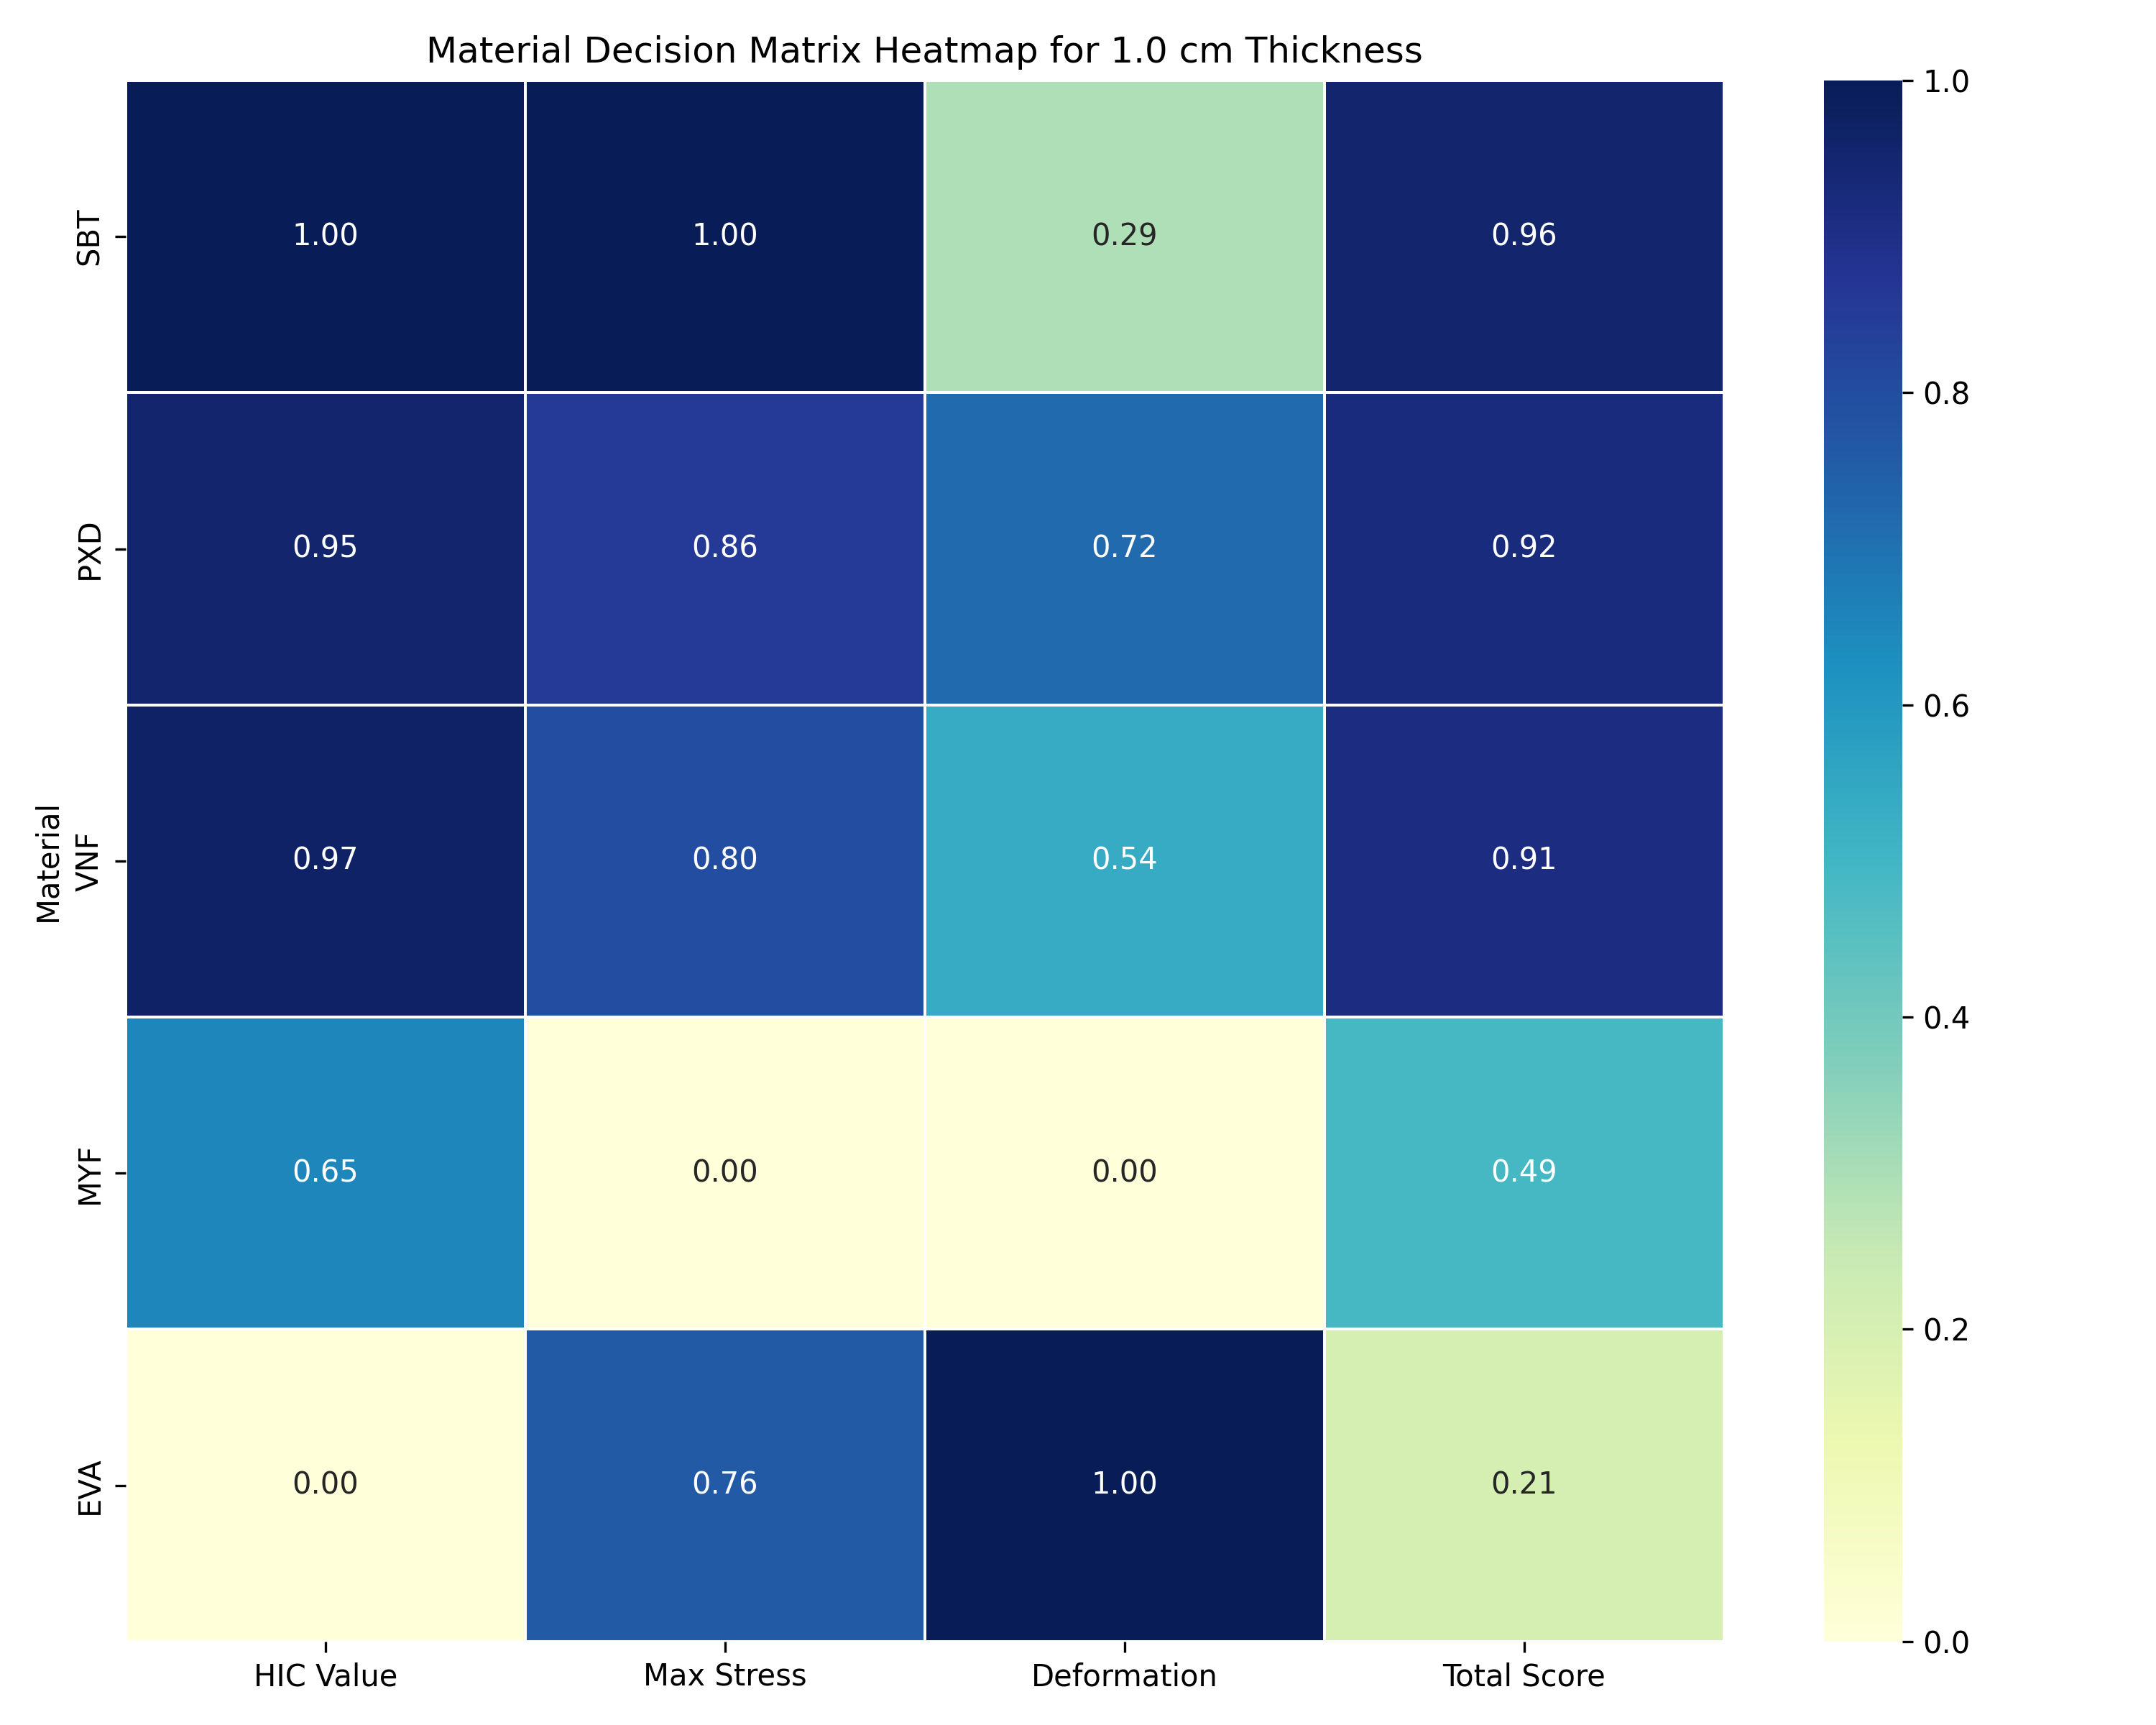 Material Decision Matrix Heatmap for 1.0 cm Thickness
Material
SBT
1.00 1.00 0.29 0.96
PXD
0.95 0.86 0.72 0.92
VNF
0.97 0.80 0.54 0.91
MYF
0.65 0.00 0.00 0.49
EVA
0.00 0.76 1.00 0.21
HIC Value Max Stress Deformation Total Score
1.0
0.8
0.6
0.4
0.2
0.0